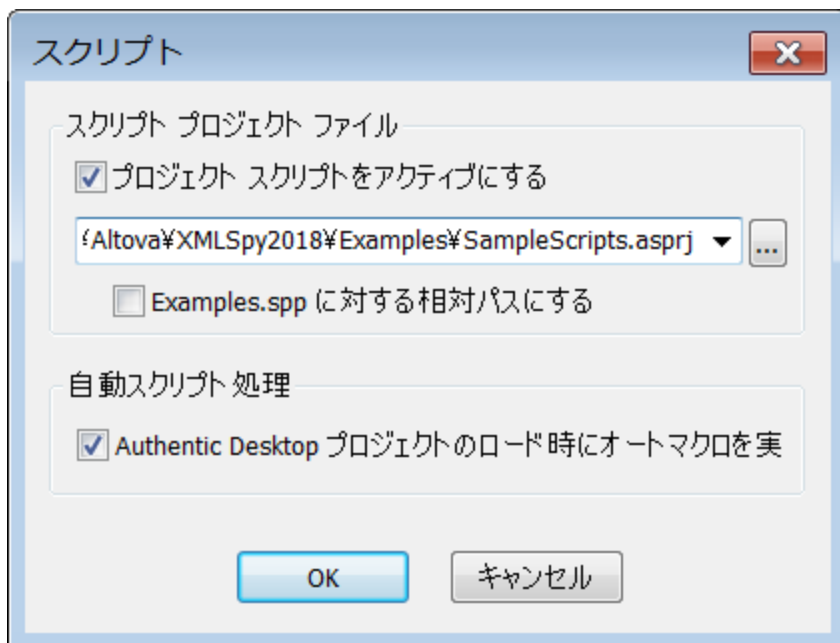 スクリプト
スクリプト プロジェクト ファイル
プロジェクト スクリプトをアクティブにする
Altova¥XMLSpy2018¥Examples¥SampleScripts.asprj
...
Examples.spp に対する相対パスにする
自動スクリプト処理
Authentic Desktop プロジェクトのロード時にオートマクロを実
OK
キャンセル